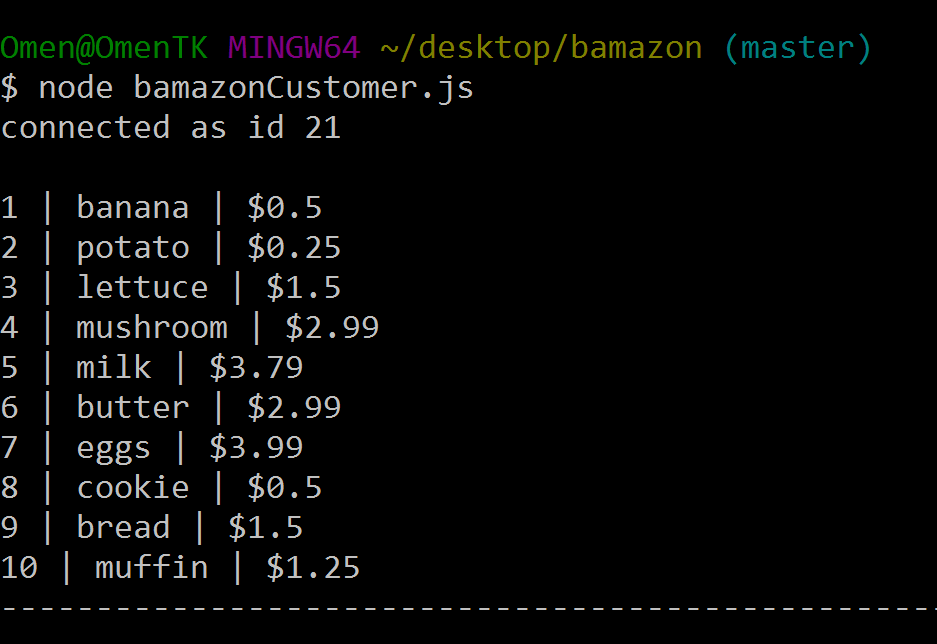 Omen@OmenTK MINGW64 ~/desktop/bamazon (master)
$ node bamazonCustomer.js
connected as id 21
1 | banana | $0.5
2 | potato | $0.25
3 | lettuce | $1.5
4 | mushroom | $2.99
5 | milk | $3.79
6 | butter | $2.99
7 | eggs | $3.99
8 | cookie | $0.5
9 | bread | $1.5
10 | muffin | $1.25
--------------------------------------------------